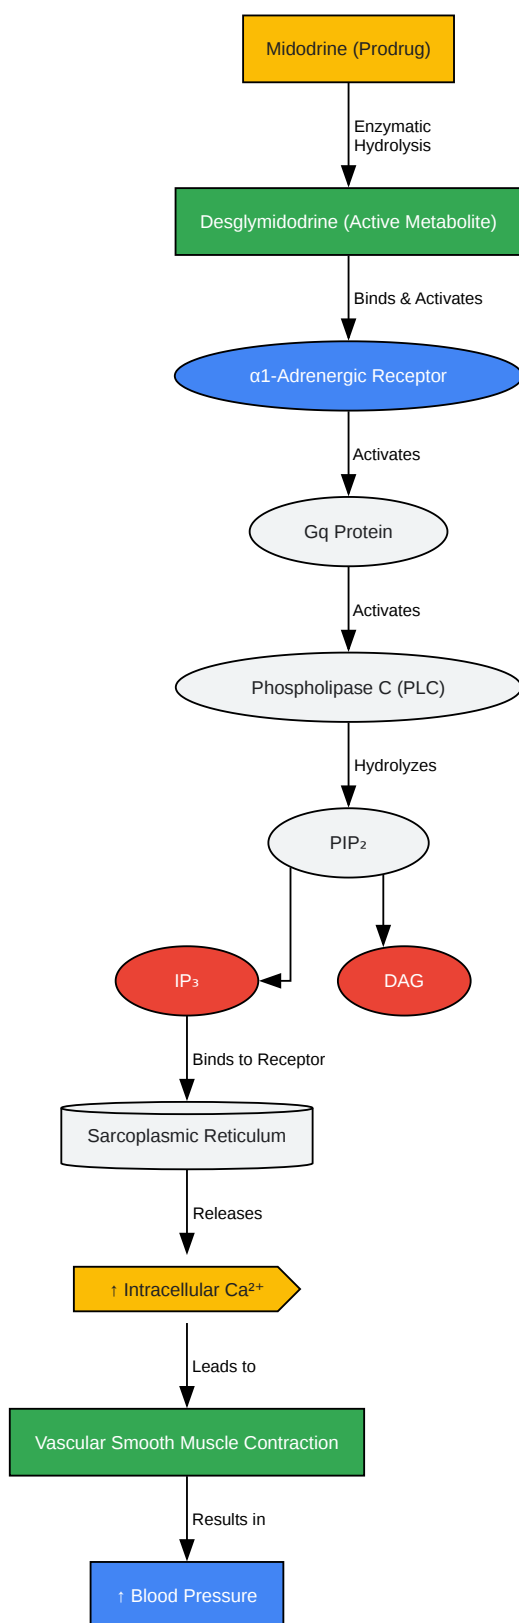 Midodrine (Prodrug)
Enzymatic
Hydrolysis
Desglymidodrine (Active Metabolite)
Binds & Activates
α1-Adrenergic Receptor
Activates
Gq Protein
Activates
Phospholipase C (PLC)
Hydrolyzes
PIP₂
IP₃
DAG
Binds to Receptor
Sarcoplasmic Reticulum
Releases
↑ Intracellular Ca²⁺
Leads to
Vascular Smooth Muscle Contraction
Results in
↑ Blood Pressure